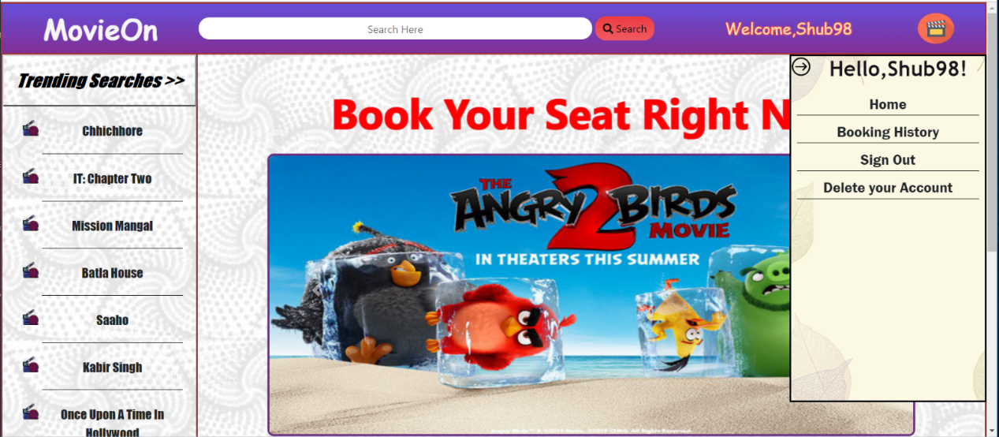 MovieOn
Search Here
Search
Welcome,Shub98
Trending Searches >>
Chhichhore
IT: Chapter Two
Mission Mangal
Batla House
Saaho
Kabir Singh
Once Upon A Time In
Hollywood
Book Your Seat Right N
THE
ANGRY 2 BIRDS
MOVIE
IN THEATERS THIS SUMMER
Hello,Shub98!
Home
Booking History
Sign Out
Delete your Account